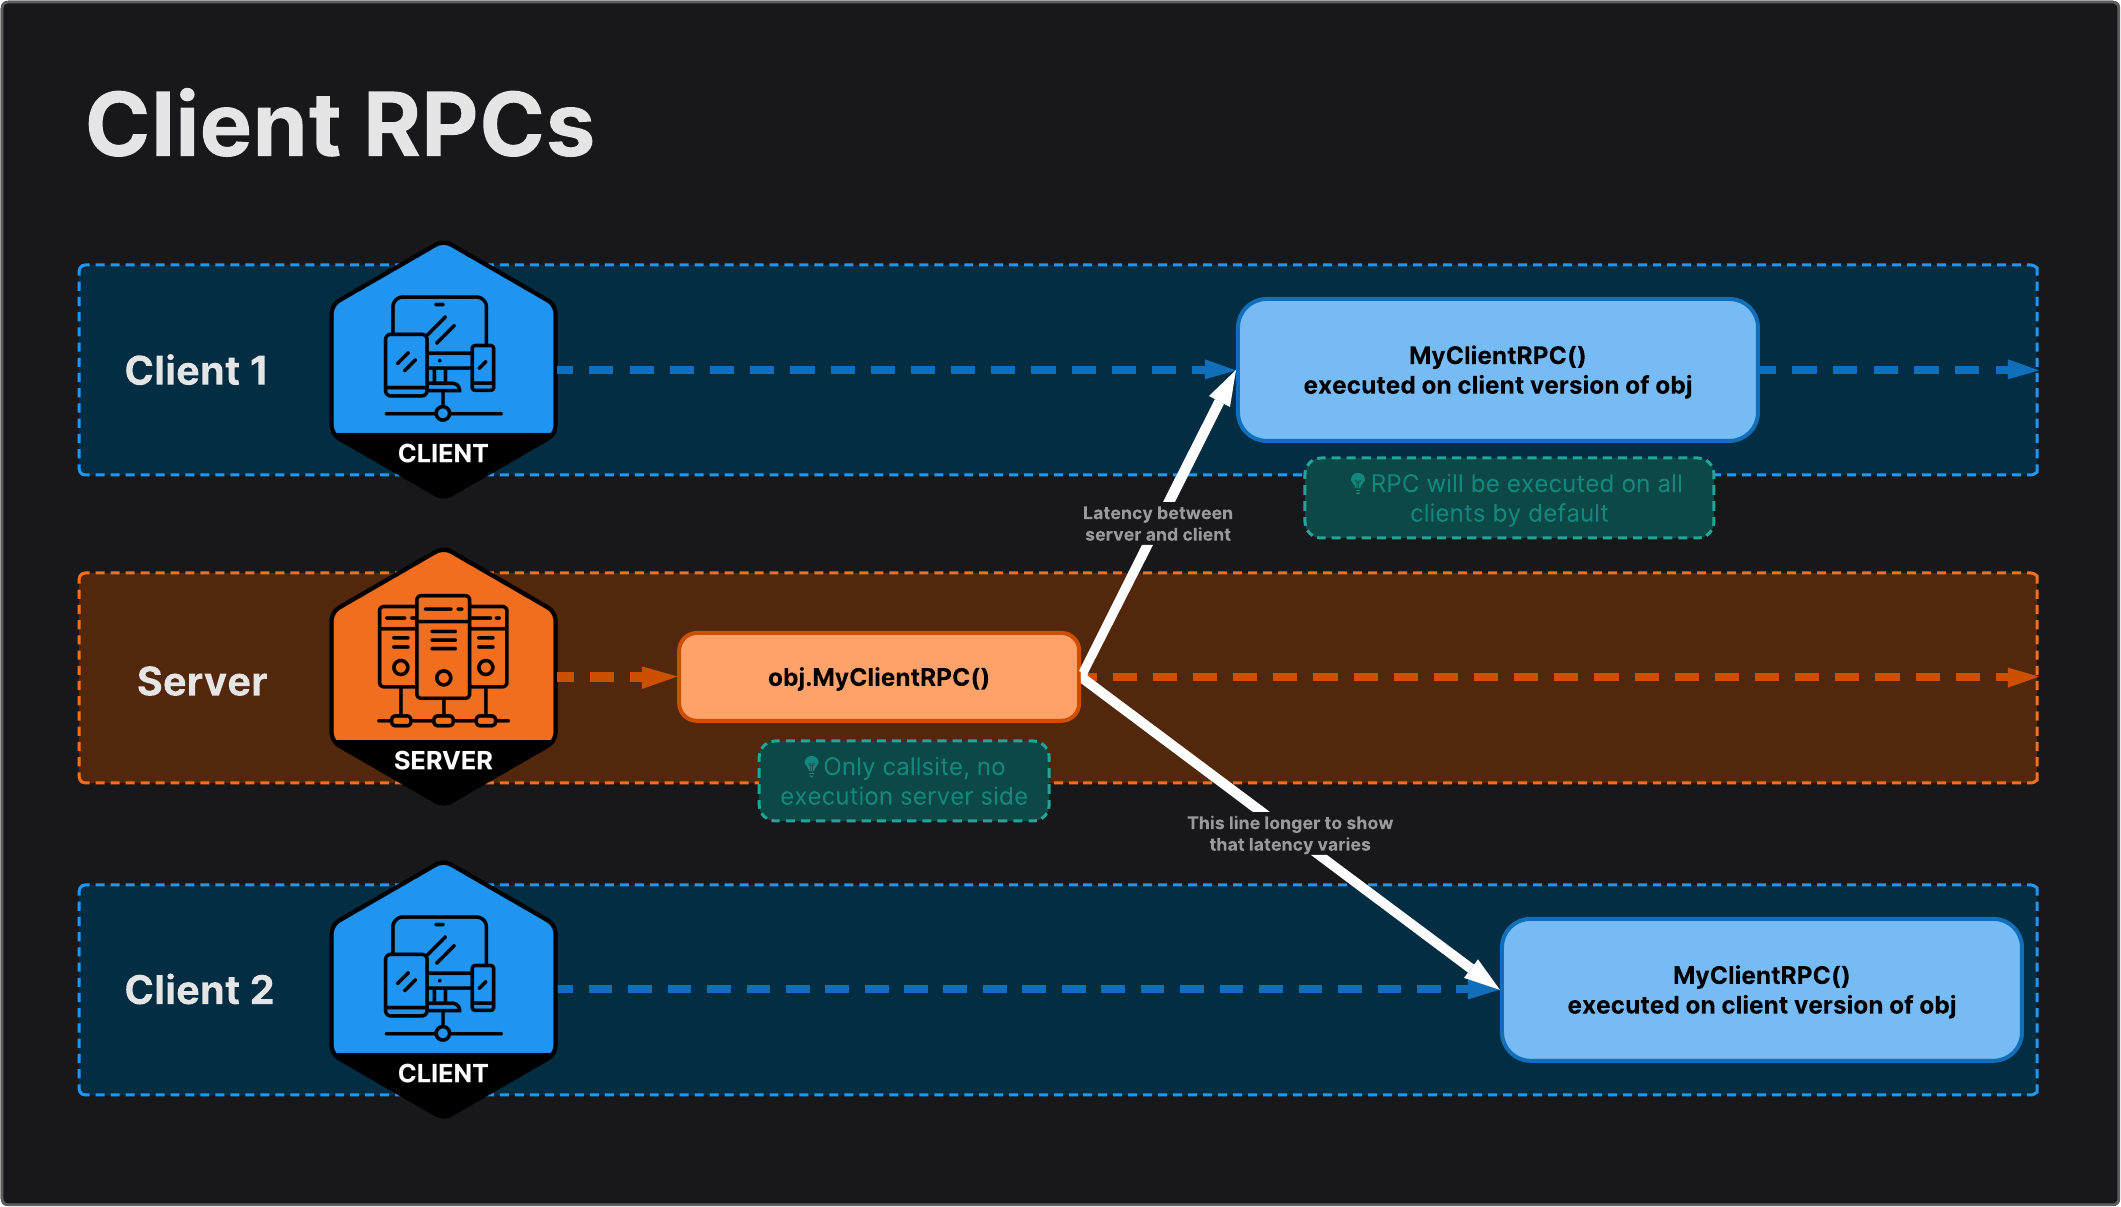 Client RPCs
Client 1
CLIENT
MyClientRPC()
executed on client version of obj
RPC will be executed on all
clients by default
Latency between
server and client
Server
SERVER
obj.MyClientRPC()
Only callsite, no
execution server side
This line longer to show
that latency varies
Client 2
CLIENT
MyClientRPC()
executed on client version of obj